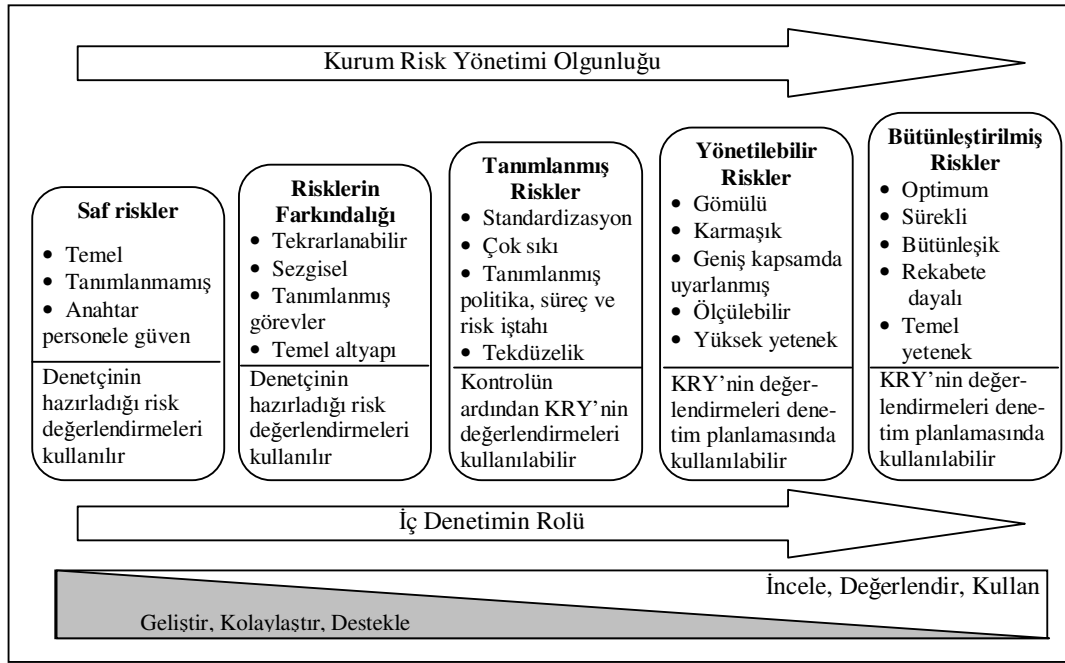 Kurum Risk Yönetimi Olgunluğu
Saf riskler
• Temel
• Tanımlanmamış
• Anahtar
personele güven
Denetçinin
hazırladığı risk
değerlendirmeleri
kullanılır
Risklerin
Farkındalığı
• Tekrarlanabilir
• Sezgisel
• Tanımlanmış
görevler
• Temel altyapı
Denetçinin
hazırladığı risk
değerlendirmeleri
kullanılır
Tanımlanmış
Riskler
• Standardizasyon
• Çok sıkı
• Tanımlanmış
politika, süreç ve
risk iştahı
• Tekdüzelik
Kontrolün
ardından KRY’nin
değerlendirmeleri
kullanılabilir
Yönetilebilir
Riskler
• Gömülü
• Karmaşık
• Geniş kapsamda
uyarlanmış
• Ölçülebilir
• Yüksek yetenek
KRY’nin değer-
lendirmeleri dene-
tim planlamasında
kullanılabilir
Bütünleştirilmiş
Riskler
• Optimum
• Sürekli
• Bütünleşik
• Rekabete
dayalı
• Temel
yetenek
KRY’nin değer-
lendirmeleri dene-
tim planlamasında
kullanılabilir
İç Denetimin Rolü
İncele, Değerlendir, Kullan
Geliştir, Kolaylaştır, Destekle